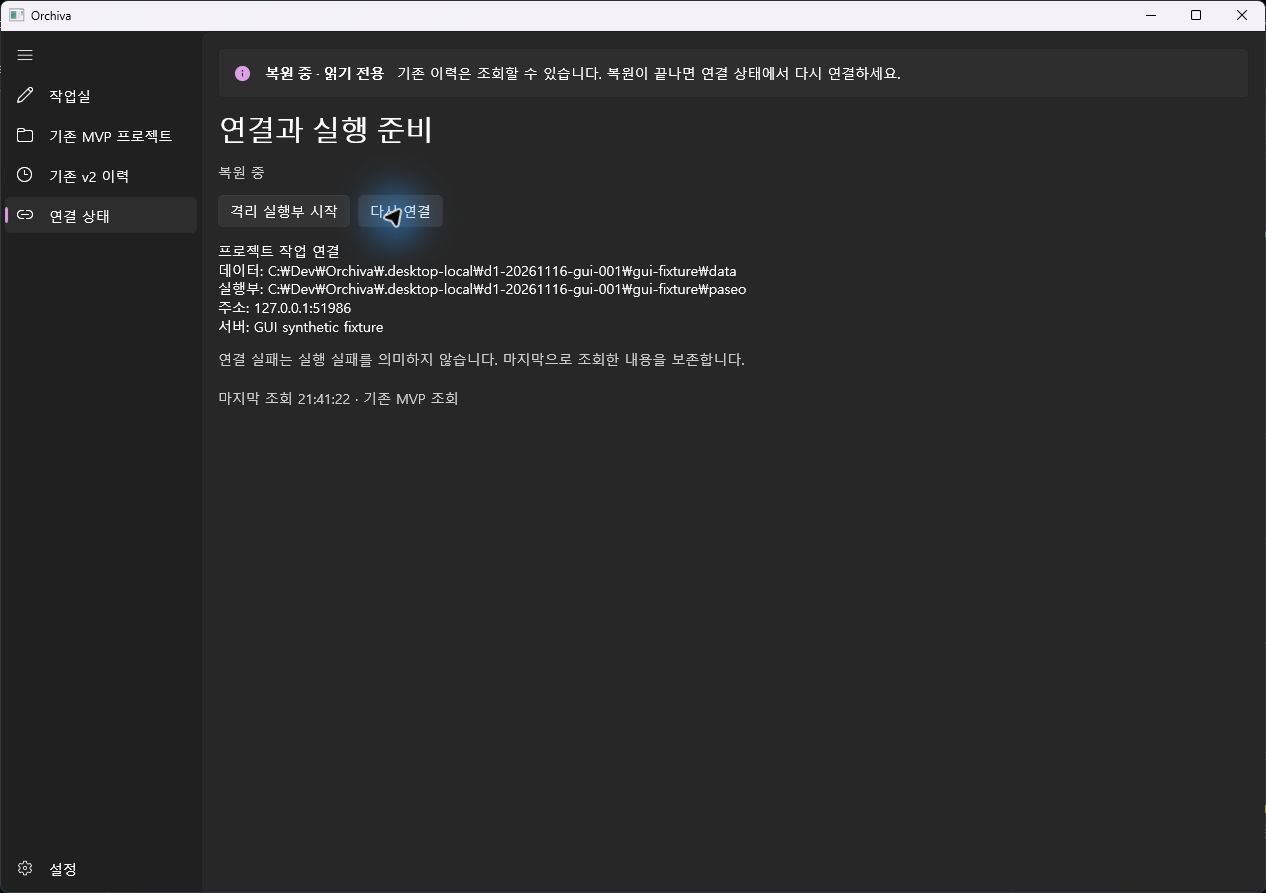 Orchiva
작업실
기존 MVP 프로젝트
기존 v2 이력
연결 상태
설정
복원 중 · 읽기 전용 기존 이력은 조회할 수 있습니다. 복원이 끝나면 연결 상태에서 다시 연결하세요.
연결과 실행 준비
복원 중
격리 실행부 시작
다시 연결
프로젝트 작업 연결
데이터: C:₩Dev₩Orchiva₩.desktop-local₩d1-20261116-gui-001₩gui-fixture₩data
실행부: C:₩Dev₩Orchiva₩.desktop-local₩d1-20261116-gui-001₩gui-fixture₩paseo
주소: 127.0.0.1:51986
서버: GUI synthetic fixture
연결 실패는 실행 실패를 의미하지 않습니다. 마지막으로 조회한 내용을 보존합니다.
마지막 조회 21:41:22 · 기존 MVP 조회